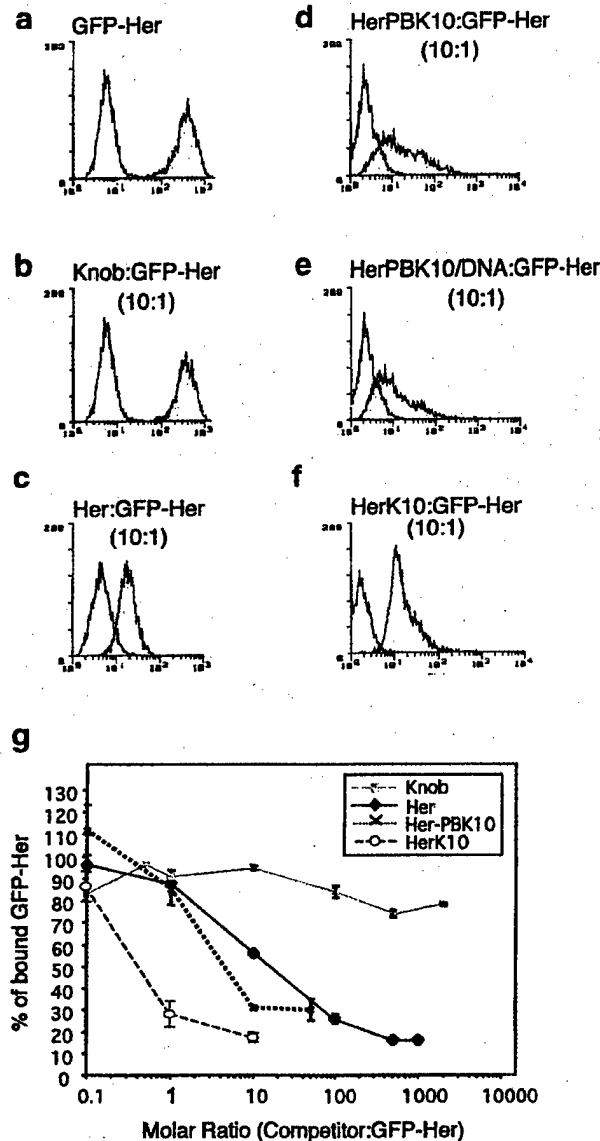 a
GFP-Her
b
Knob:GFP-Her
(10:1)
c
Her:GFP-Her
(10:1)
10³
d
HerPBK10:GFP-Her
(10:1)
e
HerPBK10/DNA:GFP-Her
(10:1)
f
HerK10:GFP-Her
(10:1)
g
Knob
Her
Her-PBK10
HerK10
% of bound GFP-Her
130
120
110
100
90
80
70
60
50
40
30
20
10
0
0.1
1
10
100
1000
10000
Molar Ratio (Competitor:GFP-Her)